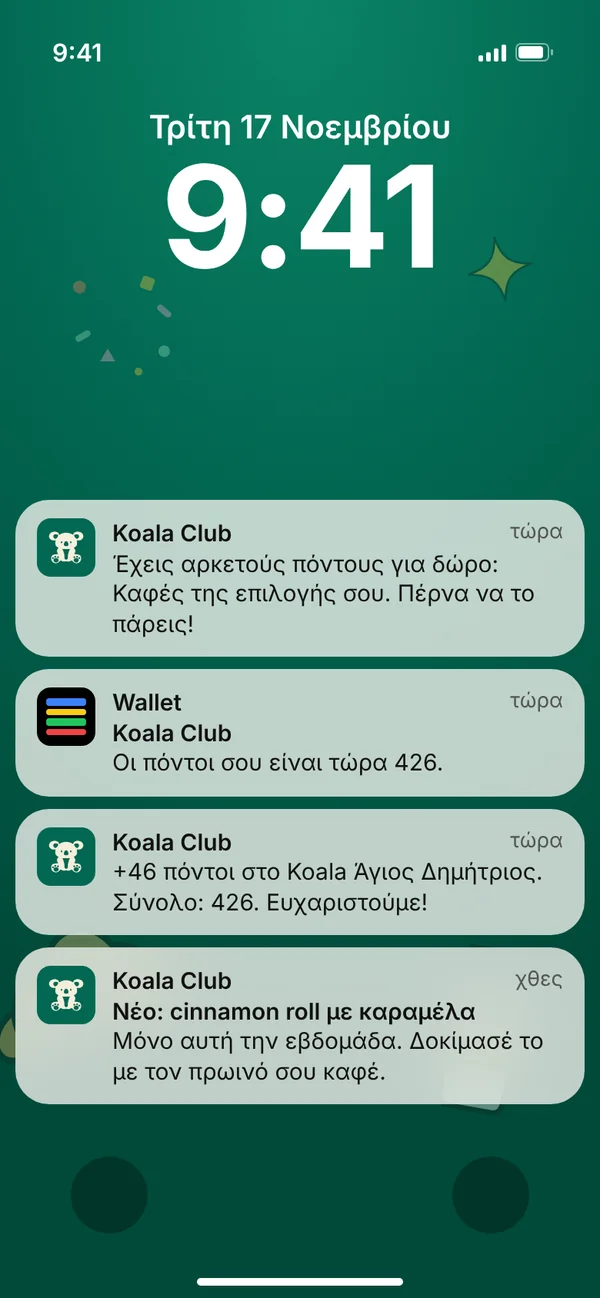 9:41
Τρίτη 17 Νοεμβρίου
9:41
Koala Club τώρα
Έχεις αρκετούς πόντους για δώρο:
Καφές της επιλογής σου. Πέρνα να το
πάρεις!
Wallet τώρα
Koala Club
Οι πόντοι σου είναι τώρα 426.
Koala Club τώρα
+46 πόντοι στο Koala Άγιος Δημήτριος.
Σύνολο: 426. Ευχαριστούμε!
Koala Club χθες
Νέο: cinnamon roll με καραμέλα
Μόνο αυτή την εβδομάδα. Δοκίμασέ το
με τον πρωινό σου καφέ.